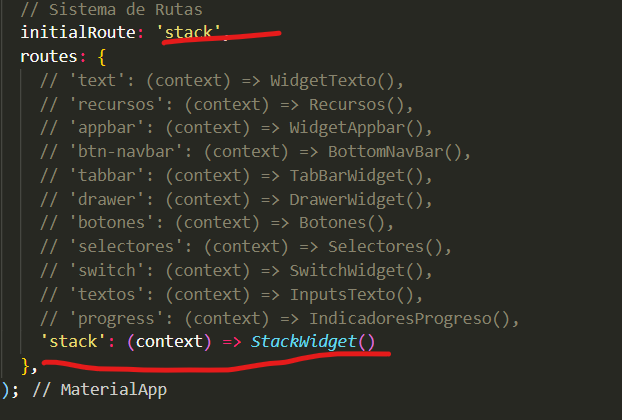 // Sistema de Rutas
initialRoute: 'stack',
routes: {
// 'text': (context) => WidgetTexto(),
// 'recursos': (context) => Recursos(),
// 'appbar': (context) => WidgetAppbar(),
// 'btn-navbar': (context) => BottomNavBar(),
// 'tabbar': (context) => TabBarWidget(),
// 'drawer': (context) => DrawerWidget(),
// 'botones': (context) => Botones(),
// 'selectores': (context) => Selectores(),
// 'switch': (context) => SwitchWidget(),
// 'textos': (context) => InputsTexto(),
// 'progress': (context) => IndicadoresProgreso(),
'stack': (context) => StackWidget()
},
); // MaterialApp